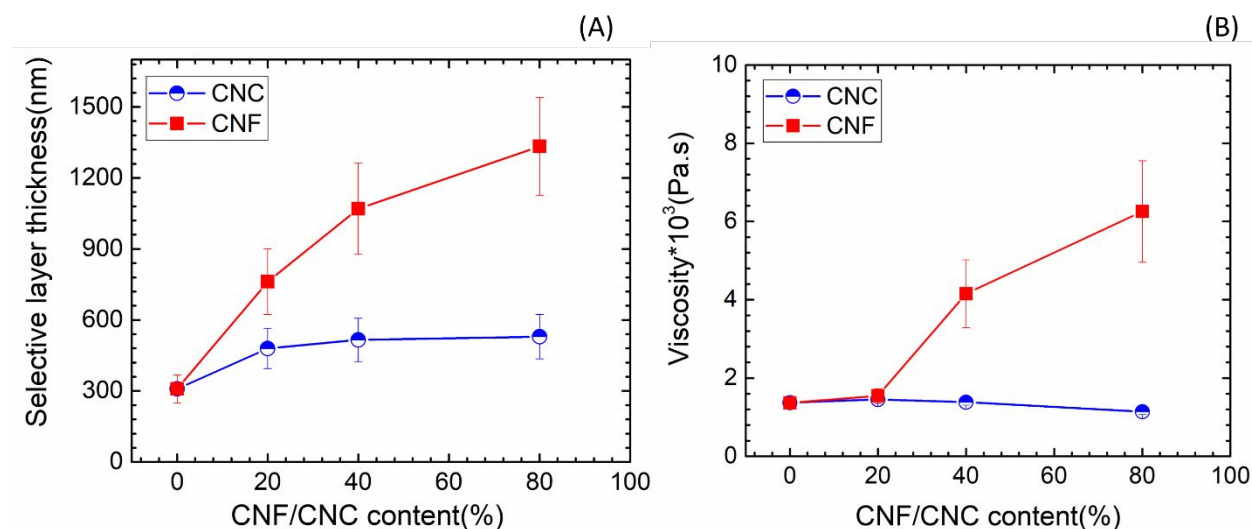 (A)
Selective layer thickness(nm)
1500
1200
900
600
300
0
CNC
CNF
0 20 40 60 80 100
CNF/CNC content(%)
(B)
Viscosity*10³(Pa.s)
10
8
6
4
2
0
CNC
CNF
0 20 40 60 80 100
CNF/CNC content(%)